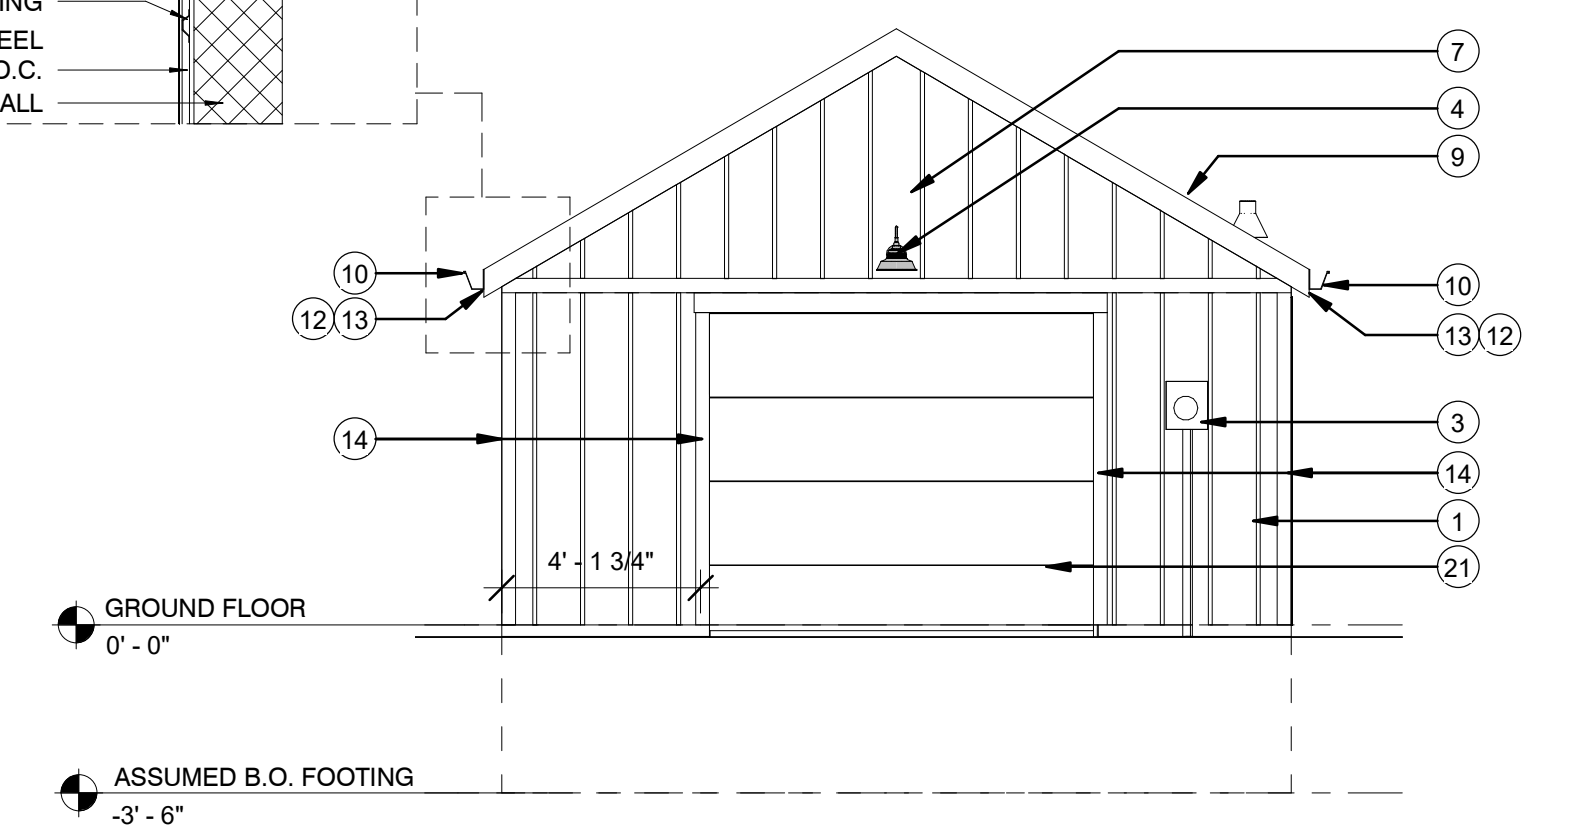 ING
EEL
O.C.
ALL
7
4
9
10
12 13
10
13 12
14
3
14
1
21
4' - 1 3/4"
GROUND FLOOR
0' - 0"
ASSUMED B.O. FOOTING
-3' - 6"